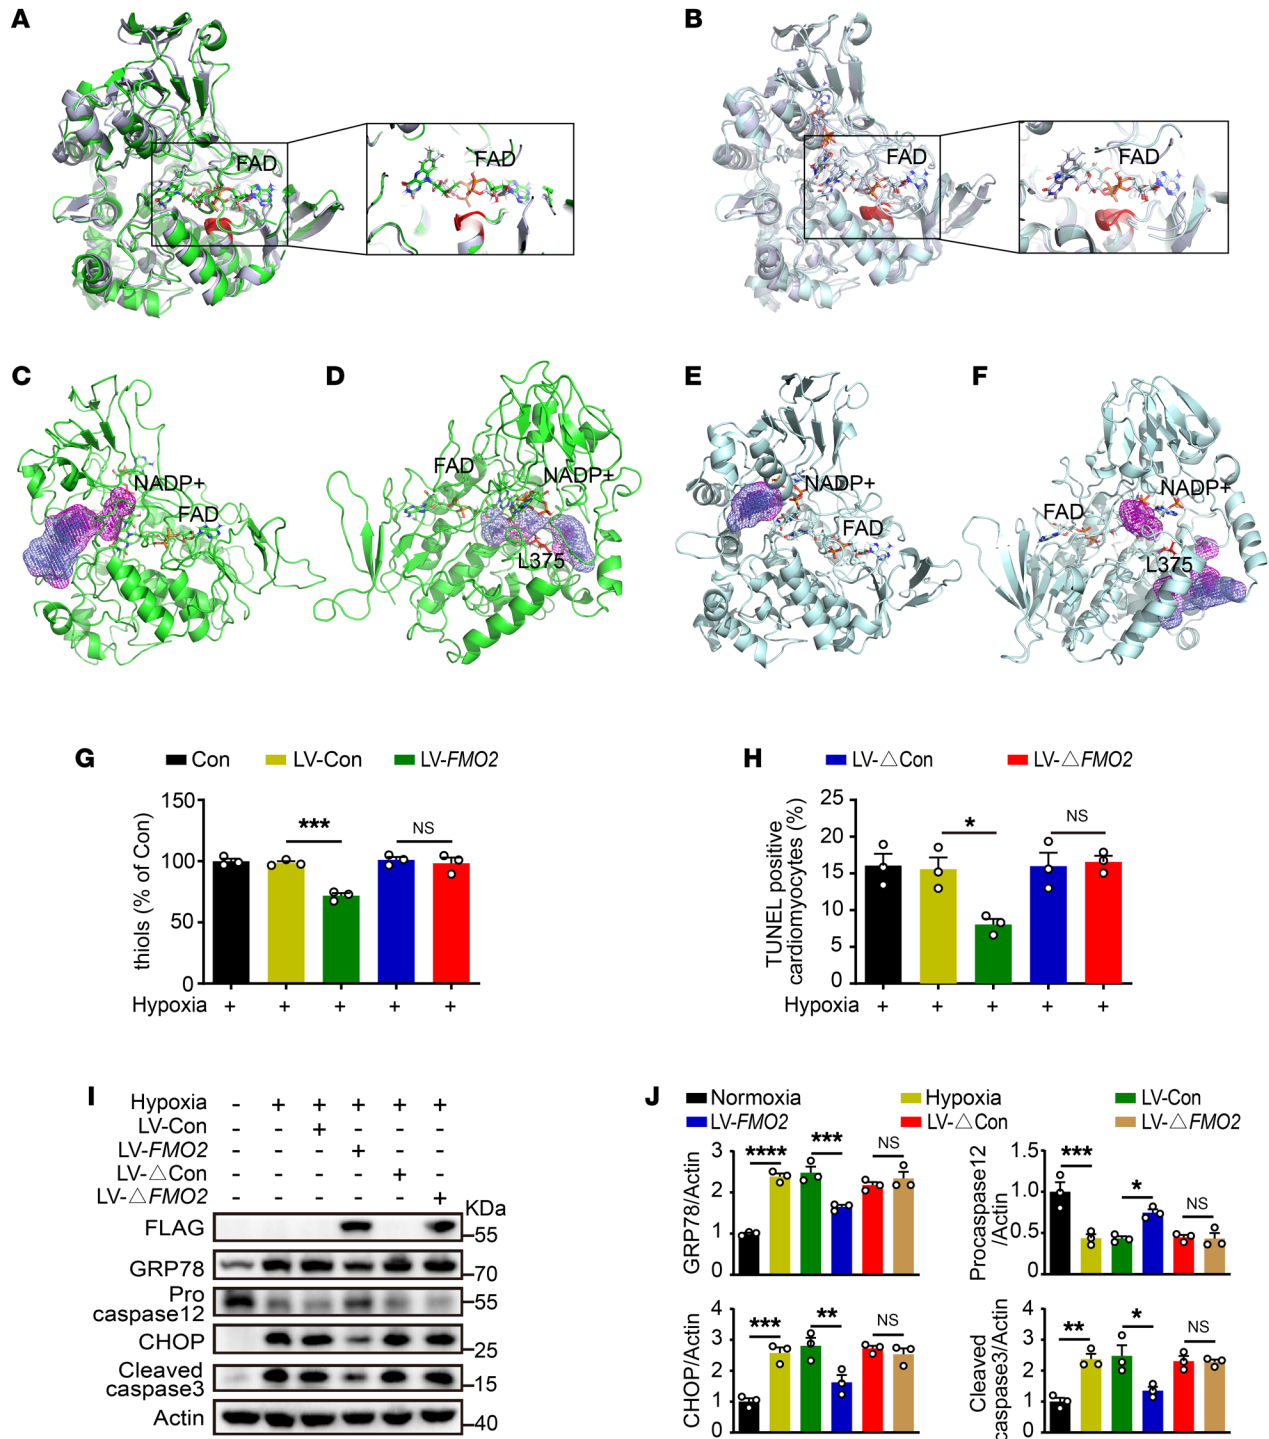 A
B
FAD
FAD
FAD
FAD
C
D
E
F
NADP+
FAD
FAD
NADP+
L375
NADP+
FAD
FAD
NADP+
L375
G
Con
LV-Con
LV-FMO2
thiols (% of Con)
150
100
50
0
***
NS
Hypoxia + + + + +
H
LV-△Con
LV-△FMO2
TUNEL positive
cardiomyocytes (%)
25
20
15
10
5
0
*
NS
Hypoxia + + + + +
I
Hypoxia - + + + + +
LV-Con - - + - - -
LV-FMO2 - - - + - -
LV-△Con - - - - + -
LV-△FMO2 - - - - - +
KDa
FLAG
55
GRP78
70
Pro
caspase12
55
CHOP
25
Cleaved
caspase3
15
Actin
40
J
Normoxia
Hypoxia
LV-Con
LV-FMO2
LV-△Con
LV-△FMO2
GRP78/Actin
3
2
1
0
****
***
NS
Procaspase12
/Actin
1.5
1.0
0.5
0
***
*
NS
CHOP/Actin
4
3
2
1
0
***
**
NS
Cleaved
caspase3/Actin
4
3
2
1
0
**
*
NS